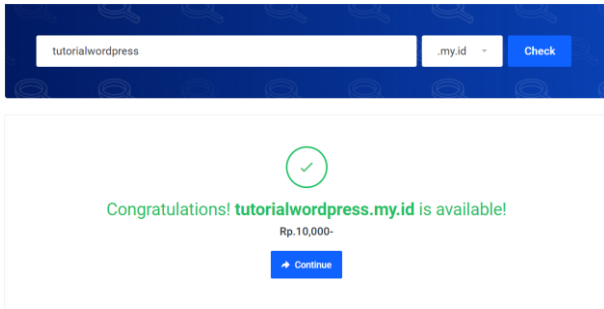 tutorialwordpress
.my.id
Check
Congratulations! tutorialwordpress.my.id is available!
Rp.10,000-
Continue